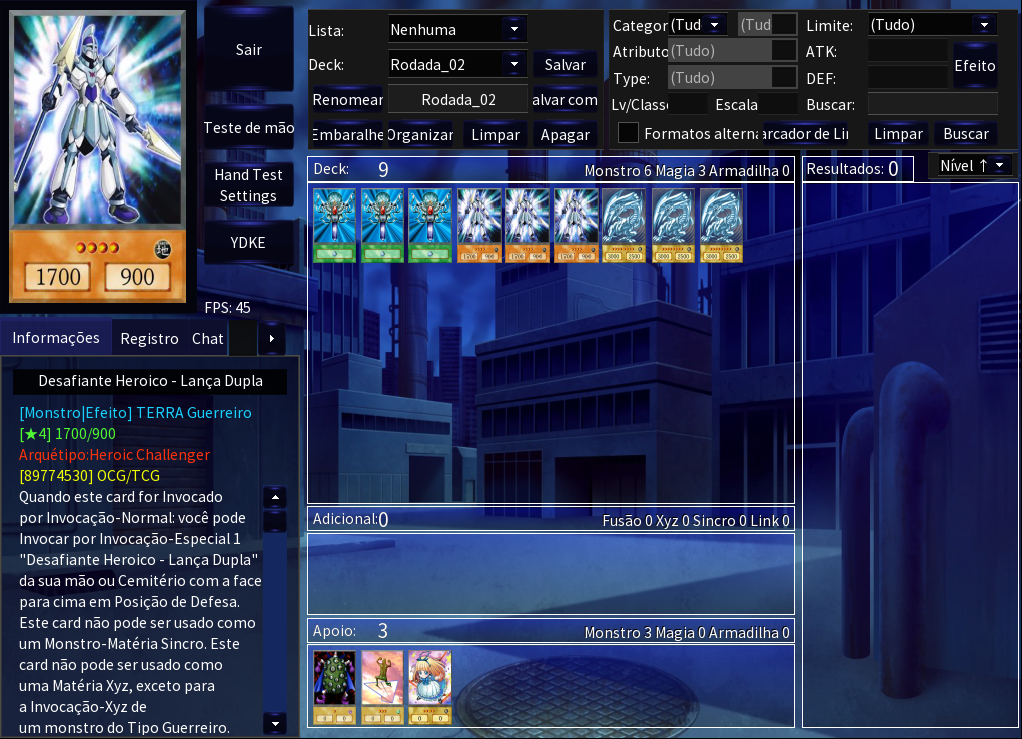 1700 900
Sair
Teste de mão
Hand Test
Settings
YDKE
FPS: 45
Lista: Nenhuma
Deck: Rodada_02 Salvar
Renomear Rodada_02 alvar com
Embaralhe Organizar Limpar Apagar
Categor (Tud (Tud Limite: (Tudo)
Atributo (Tudo) ATK:
Efeito
Type: (Tudo) DEF:
Lv/Classe Escala Buscar:
Formatos alterna arcador de Lin Limpar Buscar
Deck: 9 Monstro 6 Magia 3 Armadilha 0
Resultados: 0 Nível ↑
Adicional:0 Fusão 0 Xyz 0 Sincro 0 Link 0
Apoio: 3 Monstro 3 Magia 0 Armadilha 0
Informações Registro Chat
Desafiante Heroico - Lança Dupla
[Monstro|Efeito] TERRA Guerreiro
[★4] 1700/900
Arquétipo:Heroic Challenger
[89774530] OCG/TCG
Quando este card for Invocado
por Invocação-Normal: você pode
Invocar por Invocação-Especial 1
"Desafiante Heroico - Lança Dupla"
da sua mão ou Cemitério com a face
para cima em Posição de Defesa.
Este card não pode ser usado como
um Monstro-Matéria Sincro. Este
card não pode ser usado como
uma Matéria Xyz, exceto para
a Invocação-Xyz de
um monstro do Tipo Guerreiro.